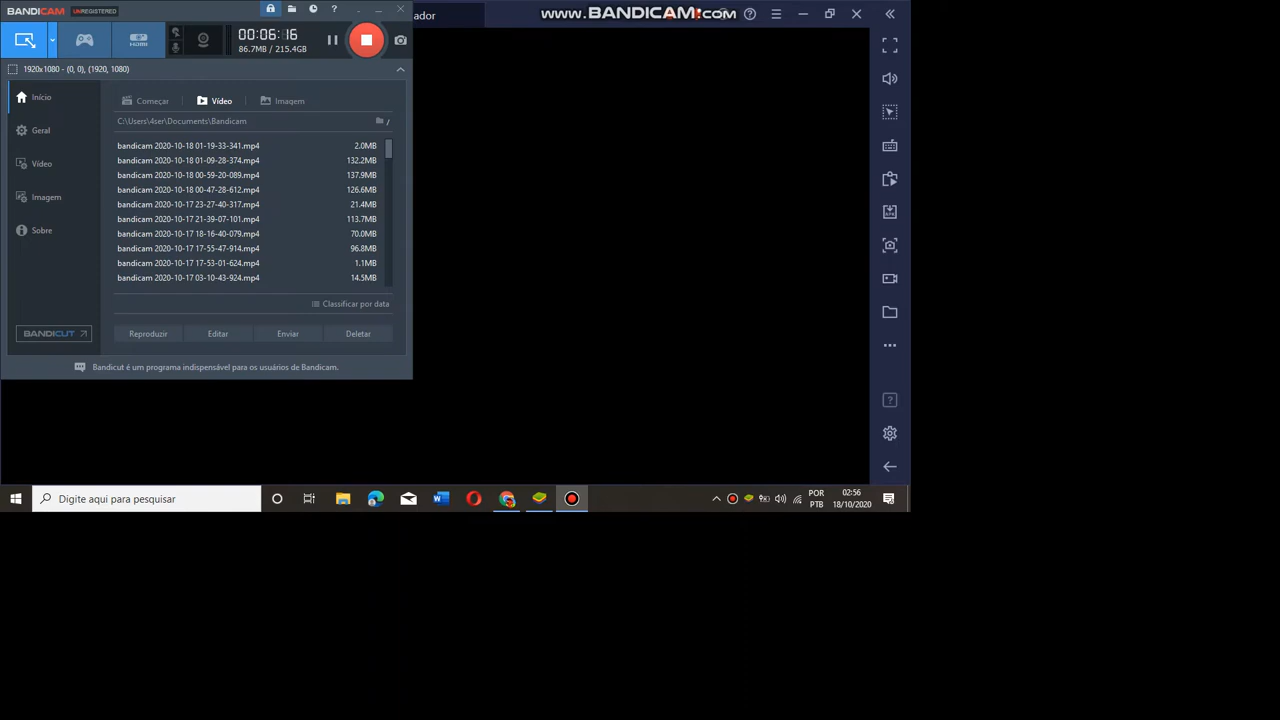 BANDICAM UNREGISTERED
ador
www.BANDICAM.com
HDMI
00:06:16
86.7MB / 215.4GB
1920x1080 - (0, 0), (1920, 1080)
Início
Geral
Vídeo
Imagem
Sobre
BANDICUT
Começar
Vídeo
Imagem
C:\Users\4ser\Documents\Bandicam
bandicam 2020-10-18 01-19-33-341.mp4 2.0MB
bandicam 2020-10-18 01-09-28-374.mp4 132.2MB
bandicam 2020-10-18 00-59-20-089.mp4 137.9MB
bandicam 2020-10-18 00-47-28-612.mp4 126.6MB
bandicam 2020-10-17 23-27-40-317.mp4 21.4MB
bandicam 2020-10-17 21-39-07-101.mp4 113.7MB
bandicam 2020-10-17 18-16-40-079.mp4 70.0MB
bandicam 2020-10-17 17-55-47-914.mp4 96.8MB
bandicam 2020-10-17 17-53-01-624.mp4 1.1MB
bandicam 2020-10-17 03-10-43-924.mp4 14.5MB
Classificar por data
Reproduzir Editar Enviar Deletar
Bandicut é um programa indispensável para os usuários de Bandicam.
Digite aqui para pesquisar
POR
PTB
02:56
18/10/2020